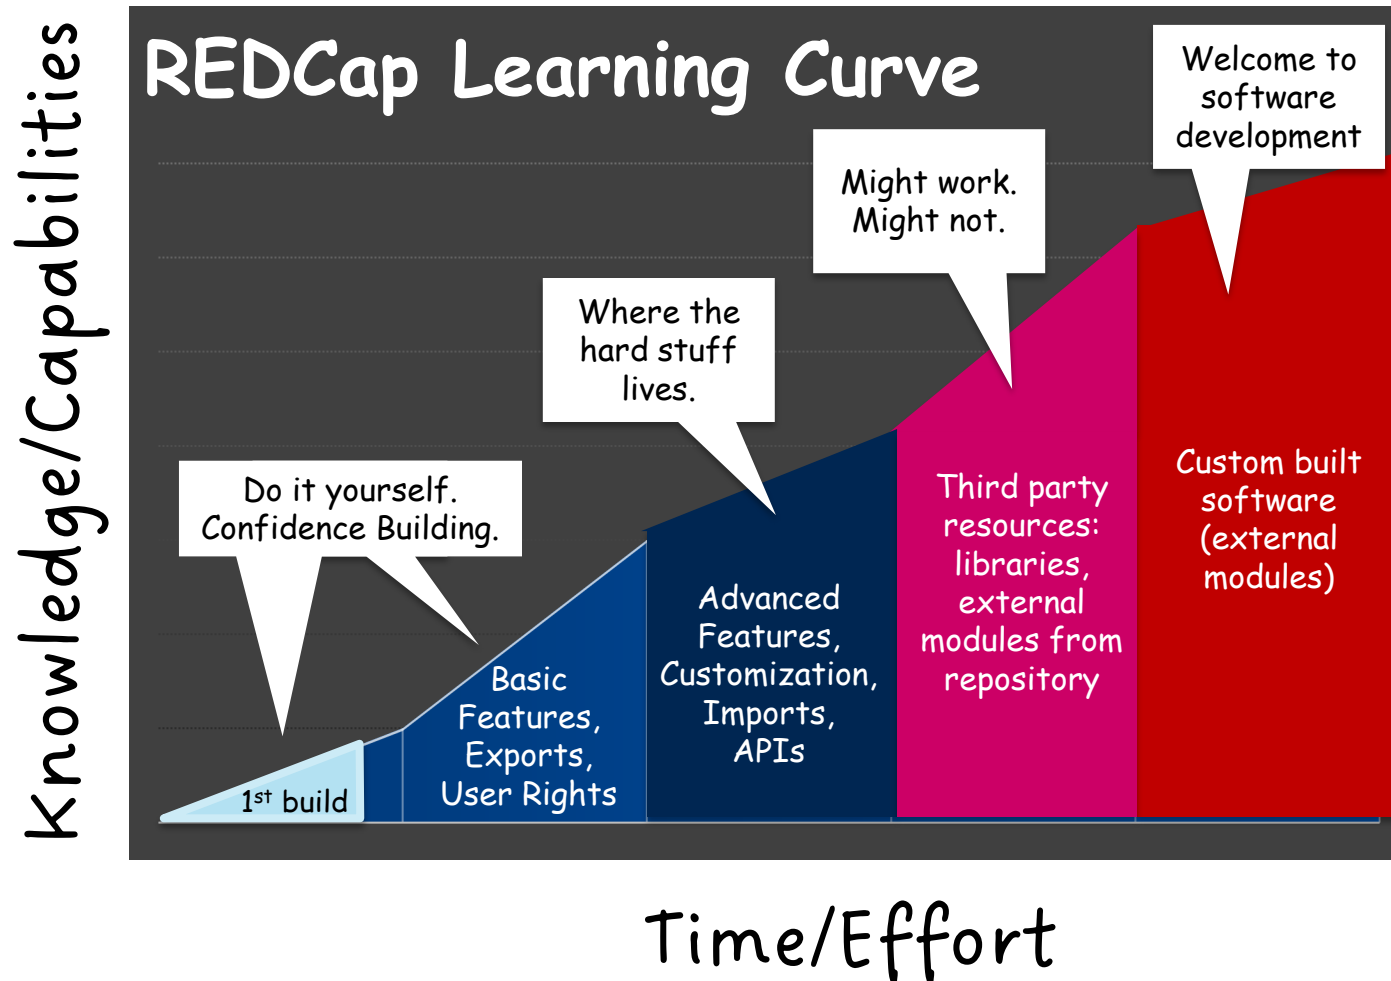 REDCap Learning Curve
Knowledge/Capabilities
Welcome to
software
development
Might work.
Might not.
Where the
hard stuff
lives.
Do it yourself.
Confidence Building.
1st build
Basic
Features,
Exports,
User Rights
Advanced
Features,
Customization,
Imports,
APIs
Third party
resources:
libraries,
external
modules from
repository
Custom built
software
(external
modules)
Time/Effort